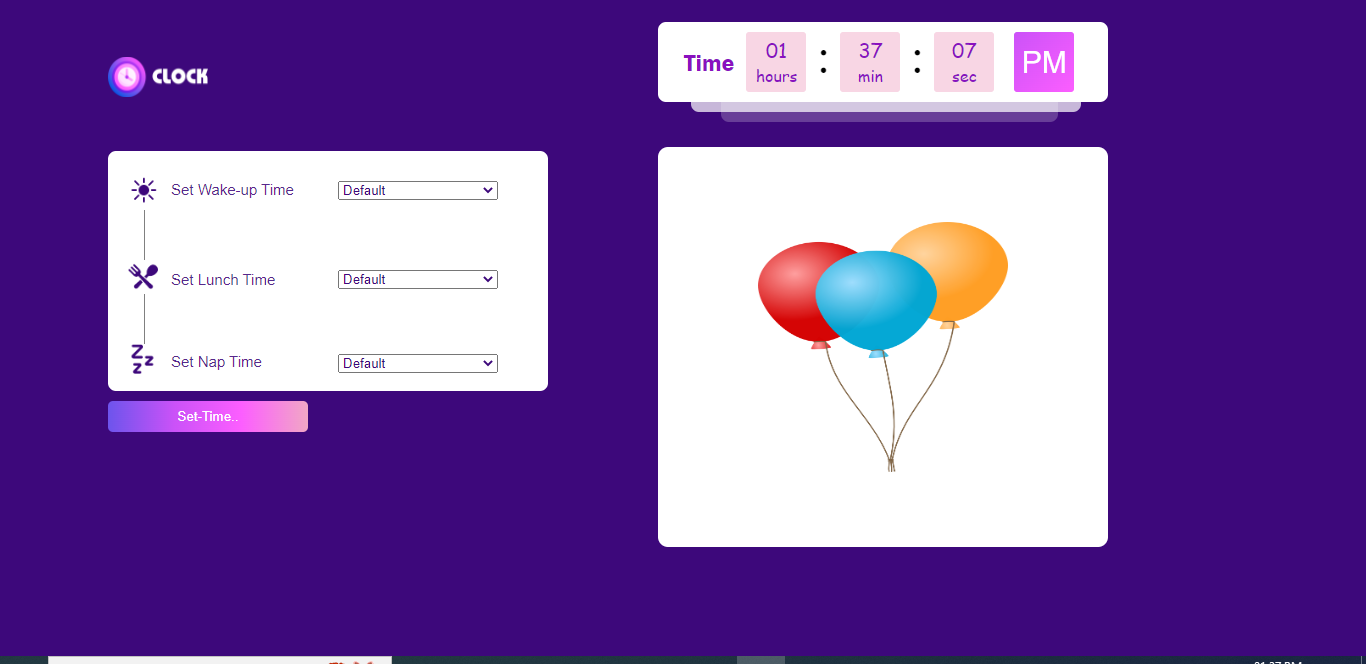 CLOCK
Time
01
hours
:
37
min
:
07
sec
PM
Set Wake-up Time
Default
Set Lunch Time
Default
Set Nap Time
Default
Set-Time..